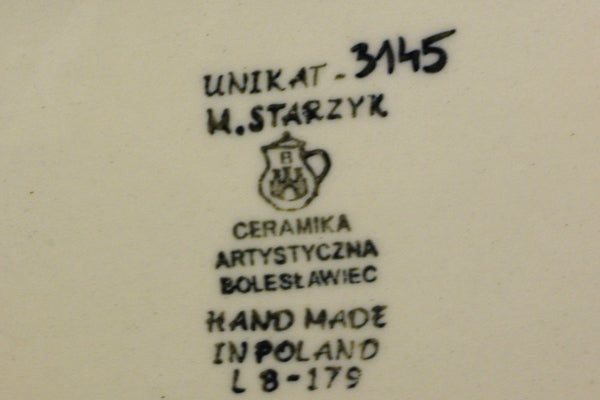 UNIKAT - 3145
M. STARZYK
A
CERAMIKA
ARTYSTYCZNA
BOLESŁAWIEC
HAND MADE
IN POLAND
L 8-179